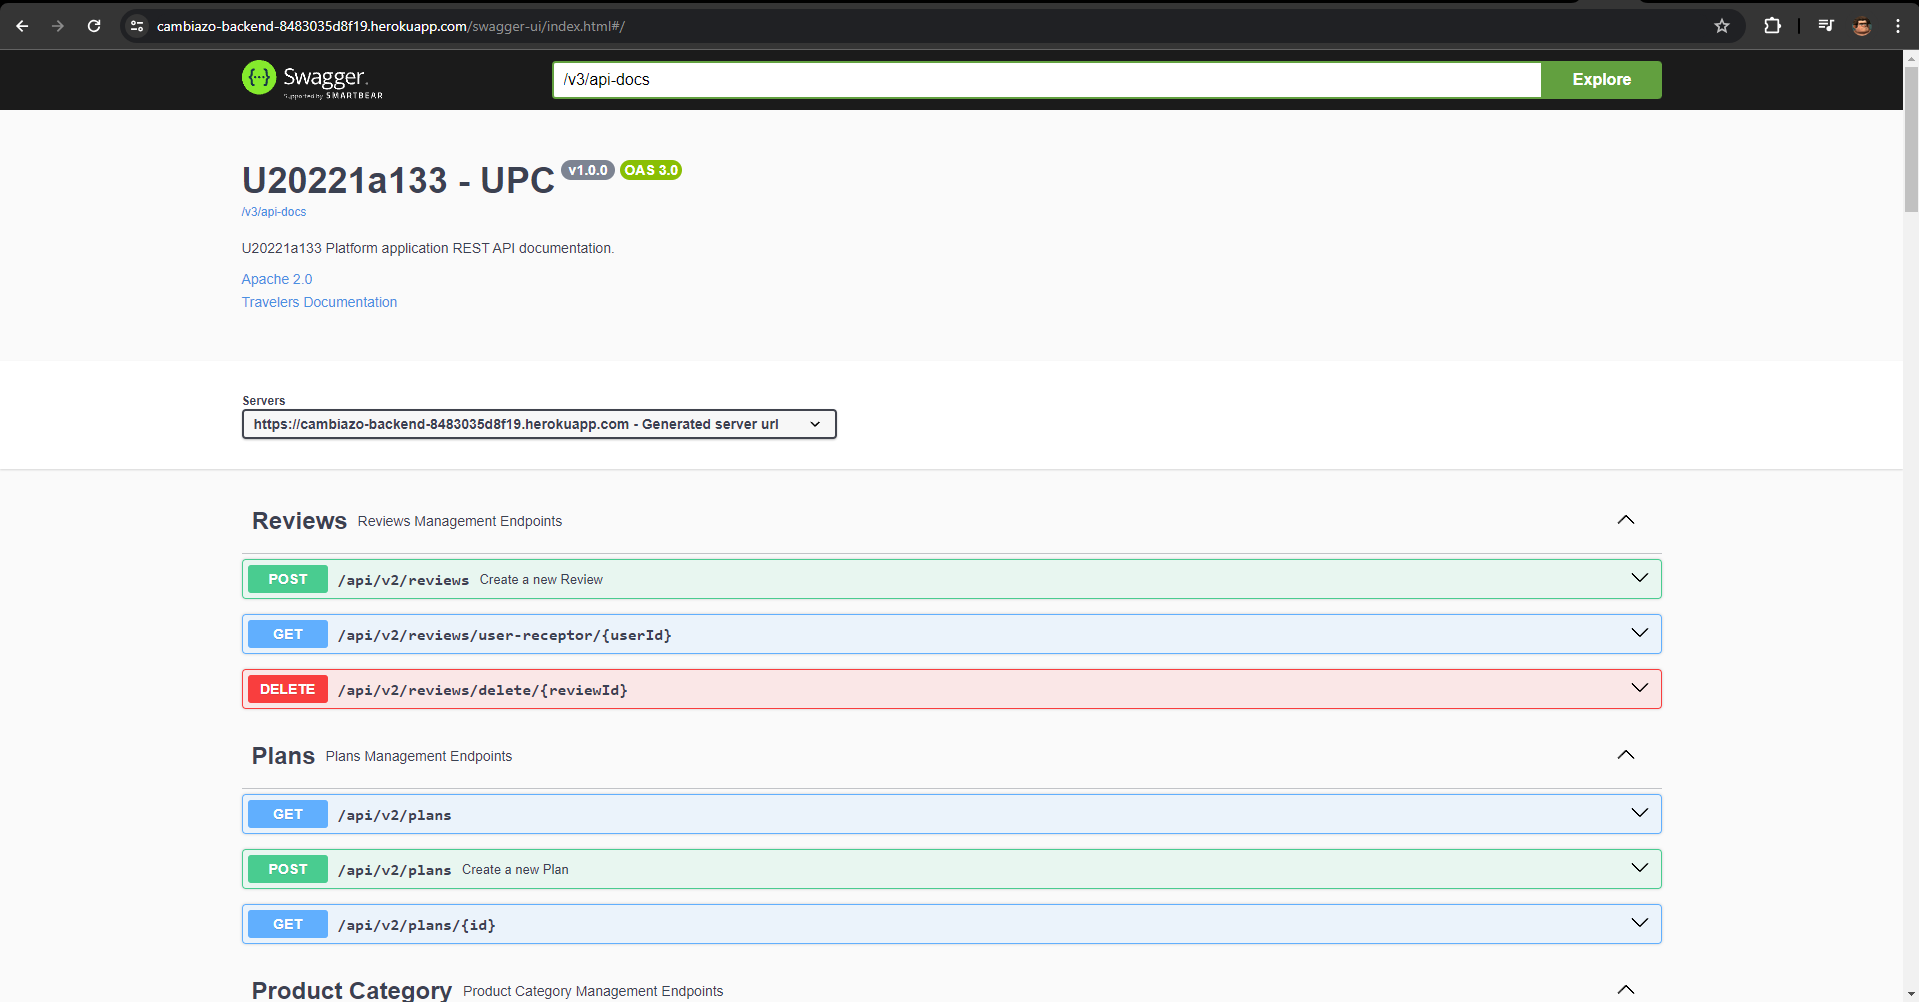 cambiazo-backend-8483035d8f19.herokuapp.com/swagger-ui/index.html#/
Swagger.
Supported by SMARTBEAR
/v3/api-docs
Explore
U20221a133 - UPC v1.0.0 OAS 3.0
/v3/api-docs
U20221a133 Platform application REST API documentation.
Apache 2.0
Travelers Documentation
Servers
https://cambiazo-backend-8483035d8f19.herokuapp.com - Generated server url
Reviews Reviews Management Endpoints
POST /api/v2/reviews Create a new Review
GET /api/v2/reviews/user-receptor/{userId}
DELETE /api/v2/reviews/delete/{reviewId}
Plans Plans Management Endpoints
GET /api/v2/plans
POST /api/v2/plans Create a new Plan
GET /api/v2/plans/{id}
Product Category Product Category Management Endpoints